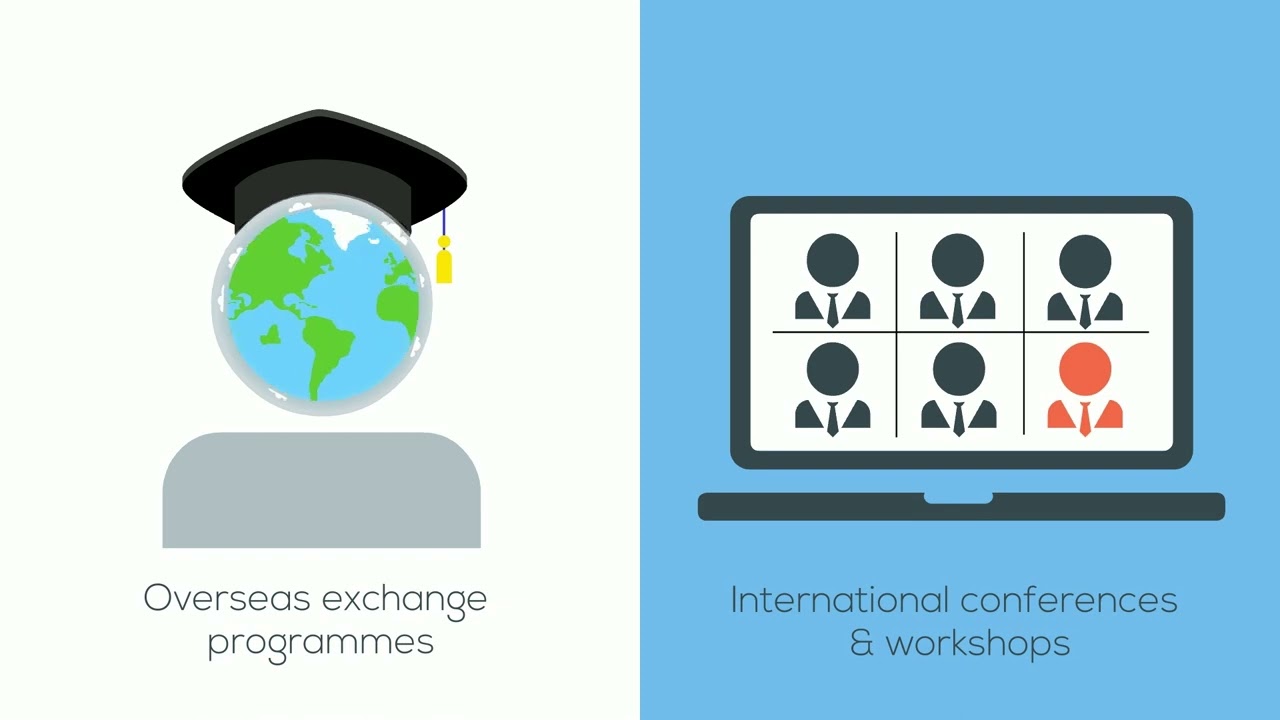 Overseas exchange
programmes
International conferences
& workshops